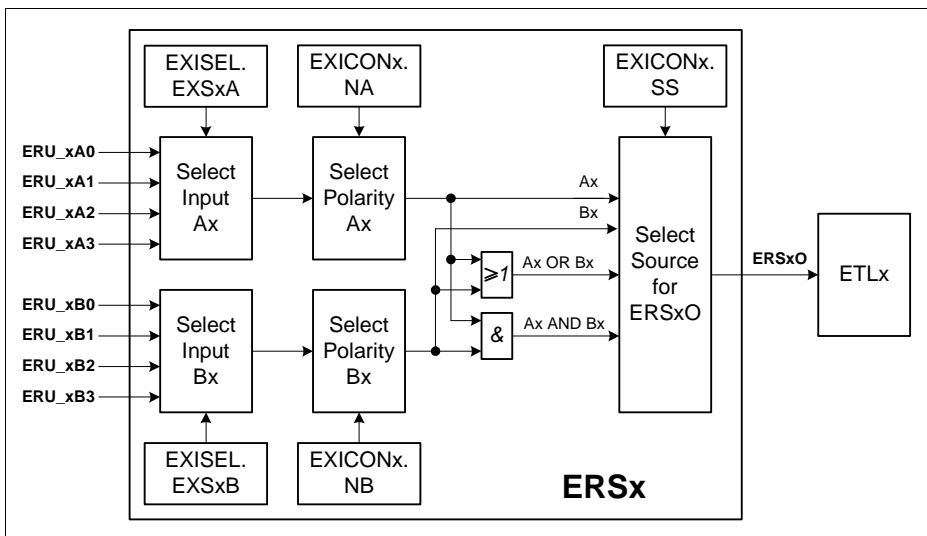 EXISEL.
EXSxA
EXICONx.
NA
EXICONx.
SS
ERU_xA0
ERU_xA1
ERU_xA2
ERU_xA3
Select
Input
Ax
Select
Polarity
Ax
Ax
Bx
Select
Source
for
ERSxO
ERSxO
ETLx
≥1
Ax OR Bx
&
Ax AND Bx
ERU_xB0
ERU_xB1
ERU_xB2
ERU_xB3
Select
Input
Bx
Select
Polarity
Bx
EXISEL.
EXSxB
EXICONx.
NB
ERSx